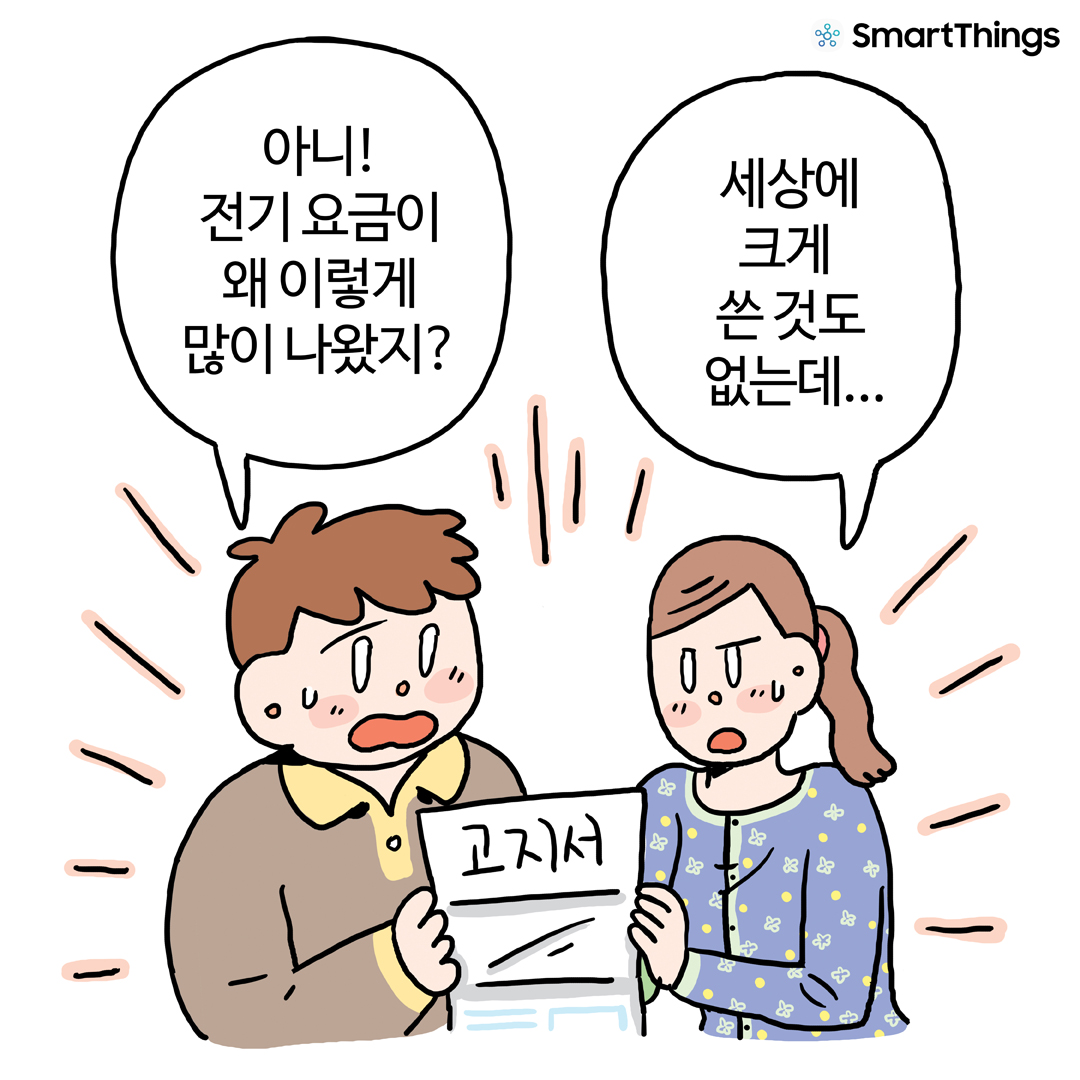 SmartThings
아니!
전기 요금이
왜 이렇게
많이 나왔지?
세상에
크게
쓴 것도
없는데...
고지서